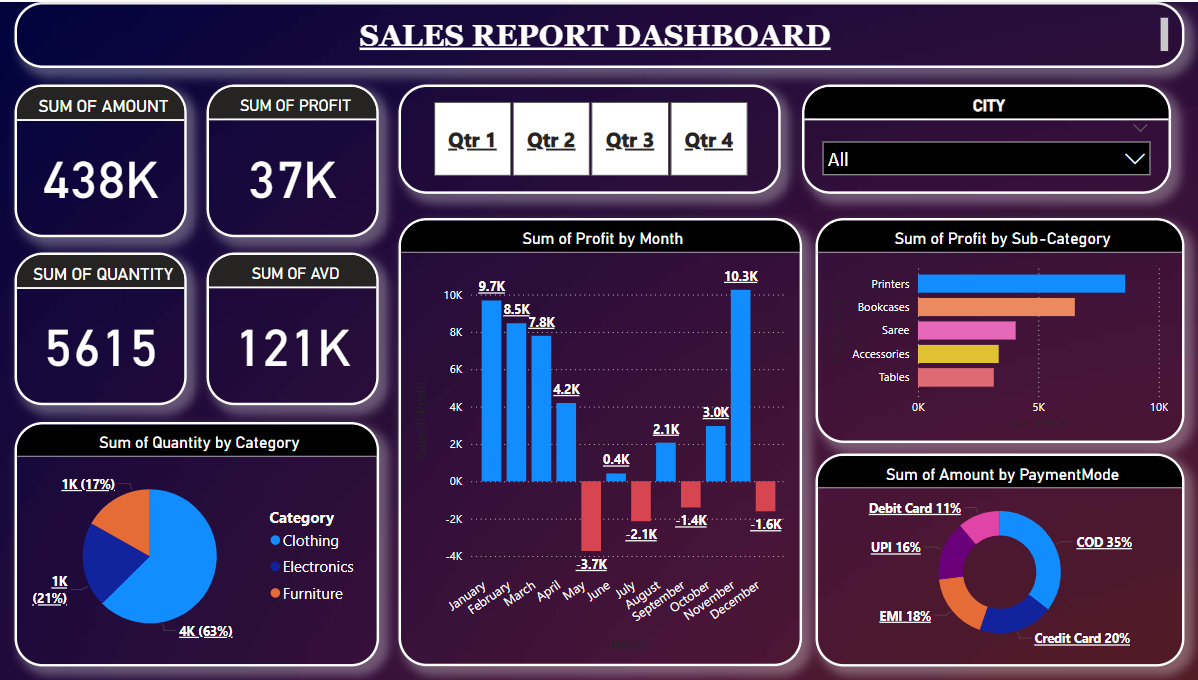 SALES REPORT DASHBOARD
SUM OF AMOUNT
438K
SUM OF PROFIT
37K
Qtr 1
Qtr 2
Qtr 3
Qtr 4
CITY
All
SUM OF QUANTITY
5615
SUM OF AVD
121K
Sum of Quantity by Category
1K (17%)
1K
(21%)
4K (63%)
Category
Clothing
Electronics
Furniture
Sum of Profit by Month
Sum of Profit
10K
8K
6K
4K
2K
0K
-2K
-4K
9.7K
8.5K
7.8K
4.2K
-3.7K
0.4K
-2.1K
2.1K
-1.4K
3.0K
10.3K
-1.6K
January
February
March
April
May
June
July
August
September
October
November
December
Month
Sum of Profit by Sub-Category
Printers
Bookcases
Saree
Accessories
Tables
0K
5K
10K
Sum of Amount by PaymentMode
Debit Card 11%
UPI 16%
EMI 18%
COD 35%
Credit Card 20%